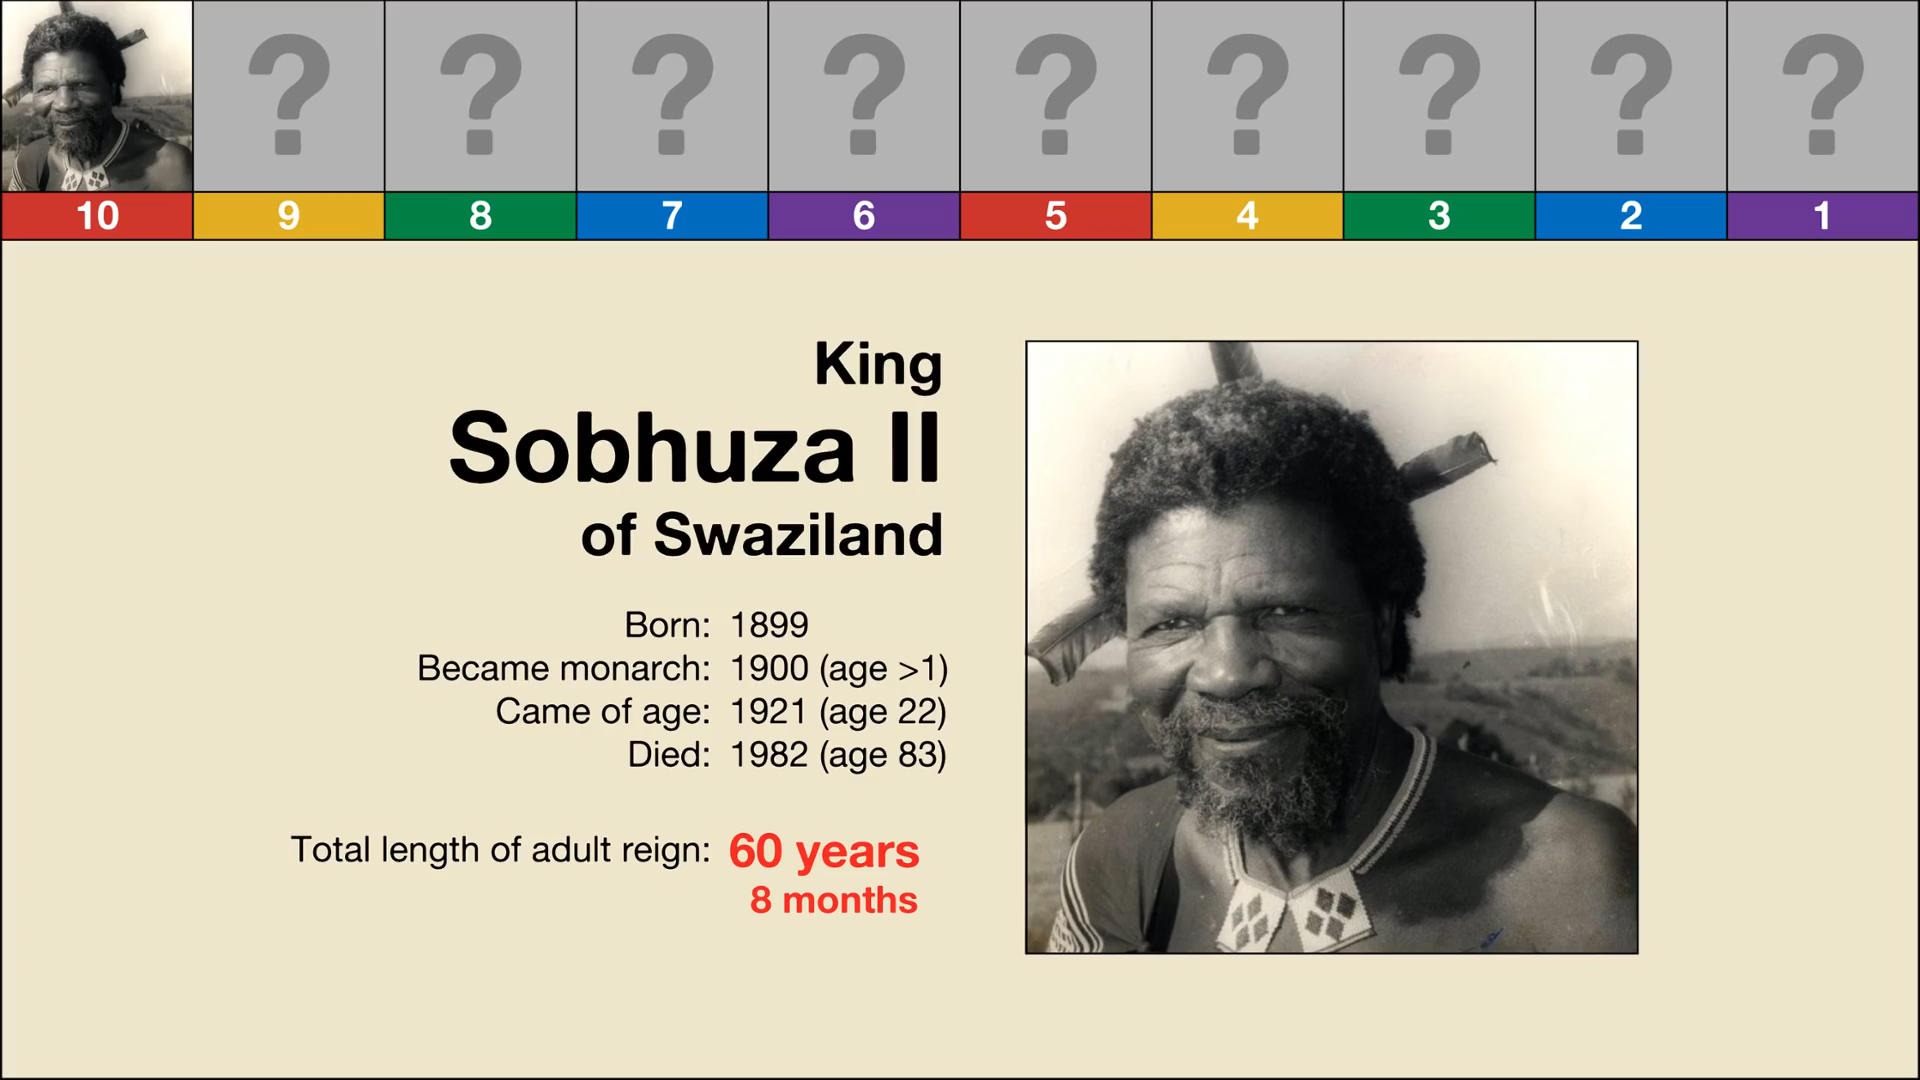 ? ? ? ? ? ? ? ? ?
10 9 8 7 6 5 4 3 2 1
King
Sobhuza II
of Swaziland
Born: 1899
Became monarch: 1900 (age >1)
Came of age: 1921 (age 22)
Died: 1982 (age 83)
Total length of adult reign: 60 years
8 months